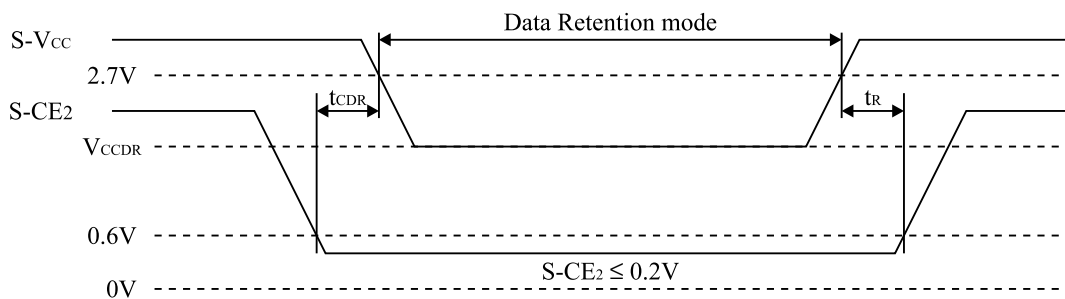 Data Retention mode
S-VCC
2.7V
tCDR
tR
S-CE2
VCCDR
0.6V
S-CE2 ≤ 0.2V
0V